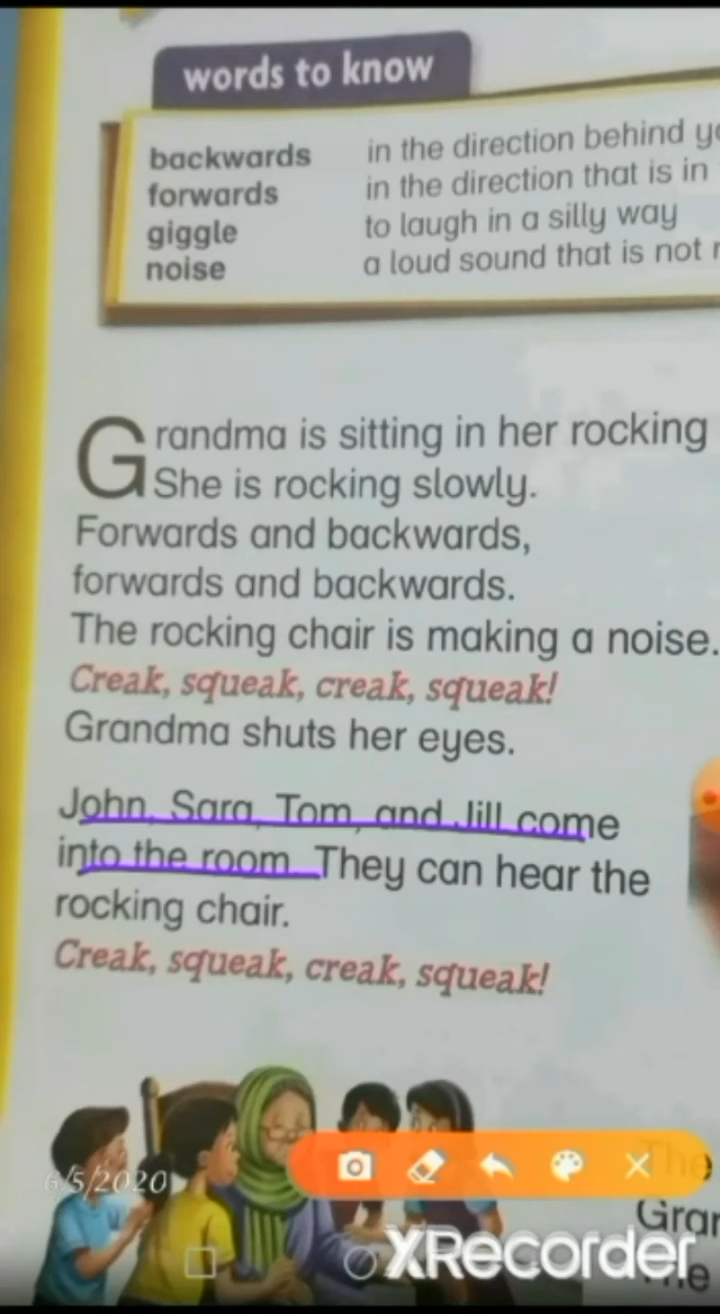 words to know
backwards in the direction behind
forwards in the direction that is in
giggle to laugh in a silly way
noise a loud sound that is not
Grandma is sitting in her rocking
She is rocking slowly.
Forwards and backwards,
forwards and backwards.
The rocking chair is making a noise.
Creak, squeak, creak, squeak!
Grandma shuts her eyes.
John, Sara, Tom, and Jill come
into the room. They can hear the
rocking chair.
Creak, squeak, creak, squeak!
6/5/2020
The
XRecorder